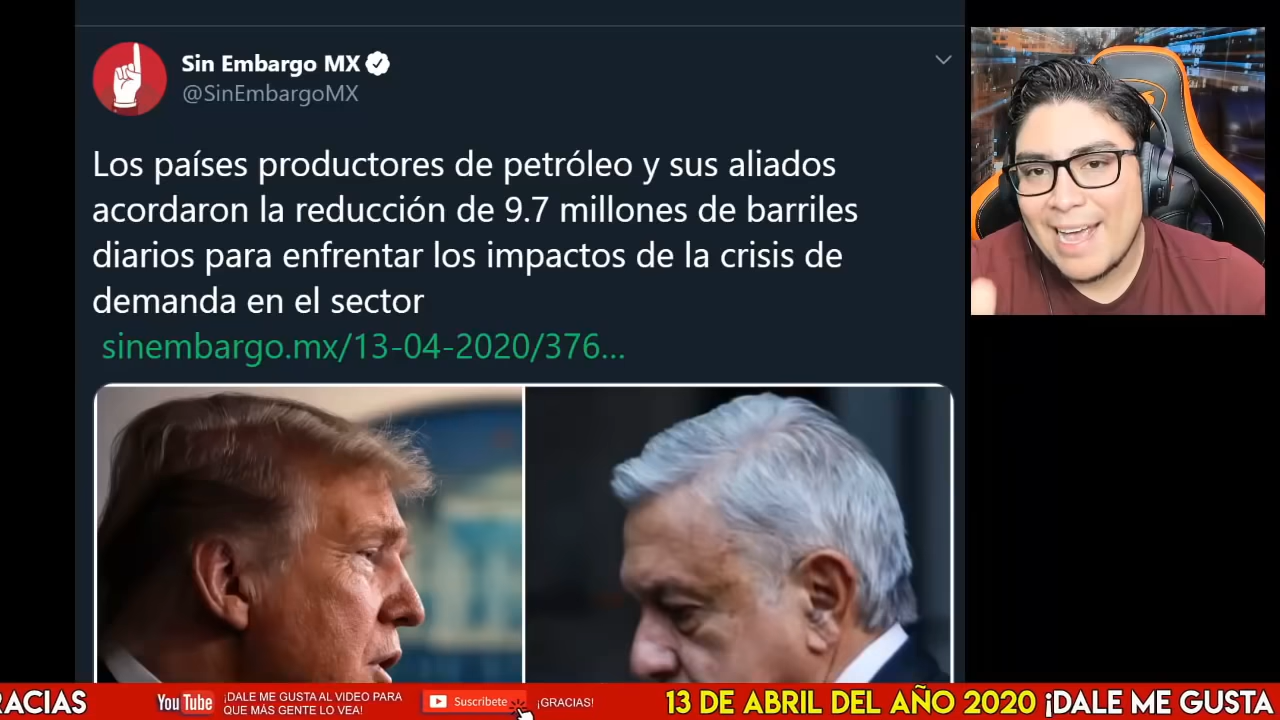 Sin Embargo MX
@SinEmbargoMX
Los países productores de petróleo y sus aliados
acordaron la reducción de 9.7 millones de barriles
diarios para enfrentar los impactos de la crisis de
demanda en el sector
sinembargo.mx/13-04-2020/376...
RACIAS
YouTube
¡DALE ME GUSTA AL VIDEO PARA
QUE MÁS GENTE LO VEA!
Suscríbete
¡GRACIAS!
13 DE ABRIL DEL AÑO 2020 ¡DALE ME GUSTA